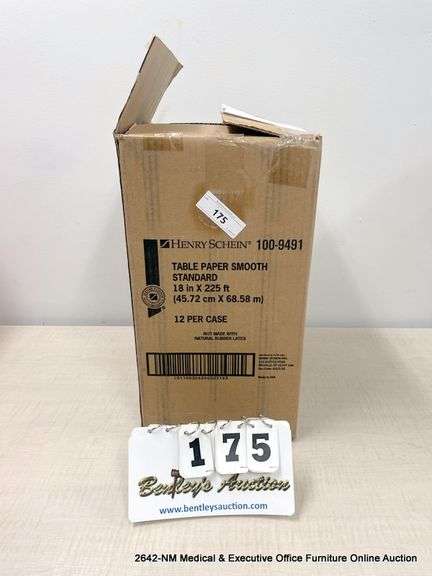 175
HENRY SCHEIN® 100-9491
TABLE PAPER SMOOTH
STANDARD
18 in X 225 ft
(45.72 cm X 68.58 m)
12 PER CASE
NOT MADE WITH
NATURAL RUBBER LATEX
175
Bentley's Auction
www.bentleysauction.com
2642-NM Medical & Executive Office Furniture Online Auction